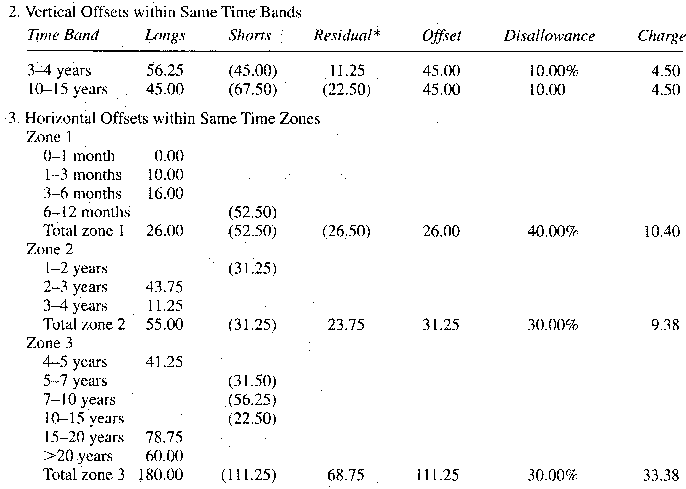 2. Vertical Offsets within Same Time Bands
Time Band Longs Shorts Residual* Offset Disallowance Charge
3–4 years 56.25 (45.00) 11.25 45.00 10.00% 4.50
10–15 years 45.00 (67.50) (22.50) 45.00 10.00 4.50
3. Horizontal Offsets within Same Time Zones
Zone 1
0–1 month 0.00
1–3 months 10.00
3–6 months 16.00
6–12 months (52.50)
Total zone 1 26.00 (52.50) (26.50) 26.00 40.00% 10.40
Zone 2
1–2 years (31.25)
2–3 years 43.75
3–4 years 11.25
Total zone 2 55.00 (31.25) 23.75 31.25 30.00% 9.38
Zone 3
4–5 years 41.25
5–7 years (31.50)
7–10 years (56.25)
10–15 years (22.50)
15–20 years 78.75
>20 years 60.00
Total zone 3 180.00 (111.25) 68.75 111.25 30.00% 33.38